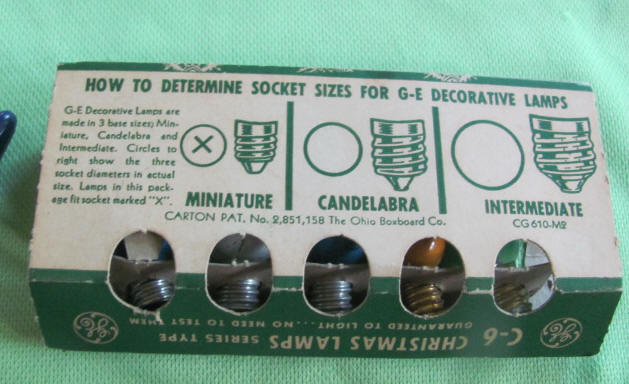 HOW TO DETERMINE SOCKET SIZES FOR G-E DECORATIVE LAMPS
G-E Decorative Lamps are
made in 3 base sizes; Min-
iature, Candelabra and
Intermediate. Circles to
right show the three
socket diameters in actual
size. Lamps in this pack-
age fit socket marked "X".
X
MINIATURE
CANDELABRA
INTERMEDIATE
CARTON PAT. No. 2,851,158 The Ohio Boxboard Co.
CG610-M2
GE
C-6 CHRISTMAS LAMPS SERIES TYPE
GUARANTEED TO LIGHT...NO NEED TO TEST THEM
GE